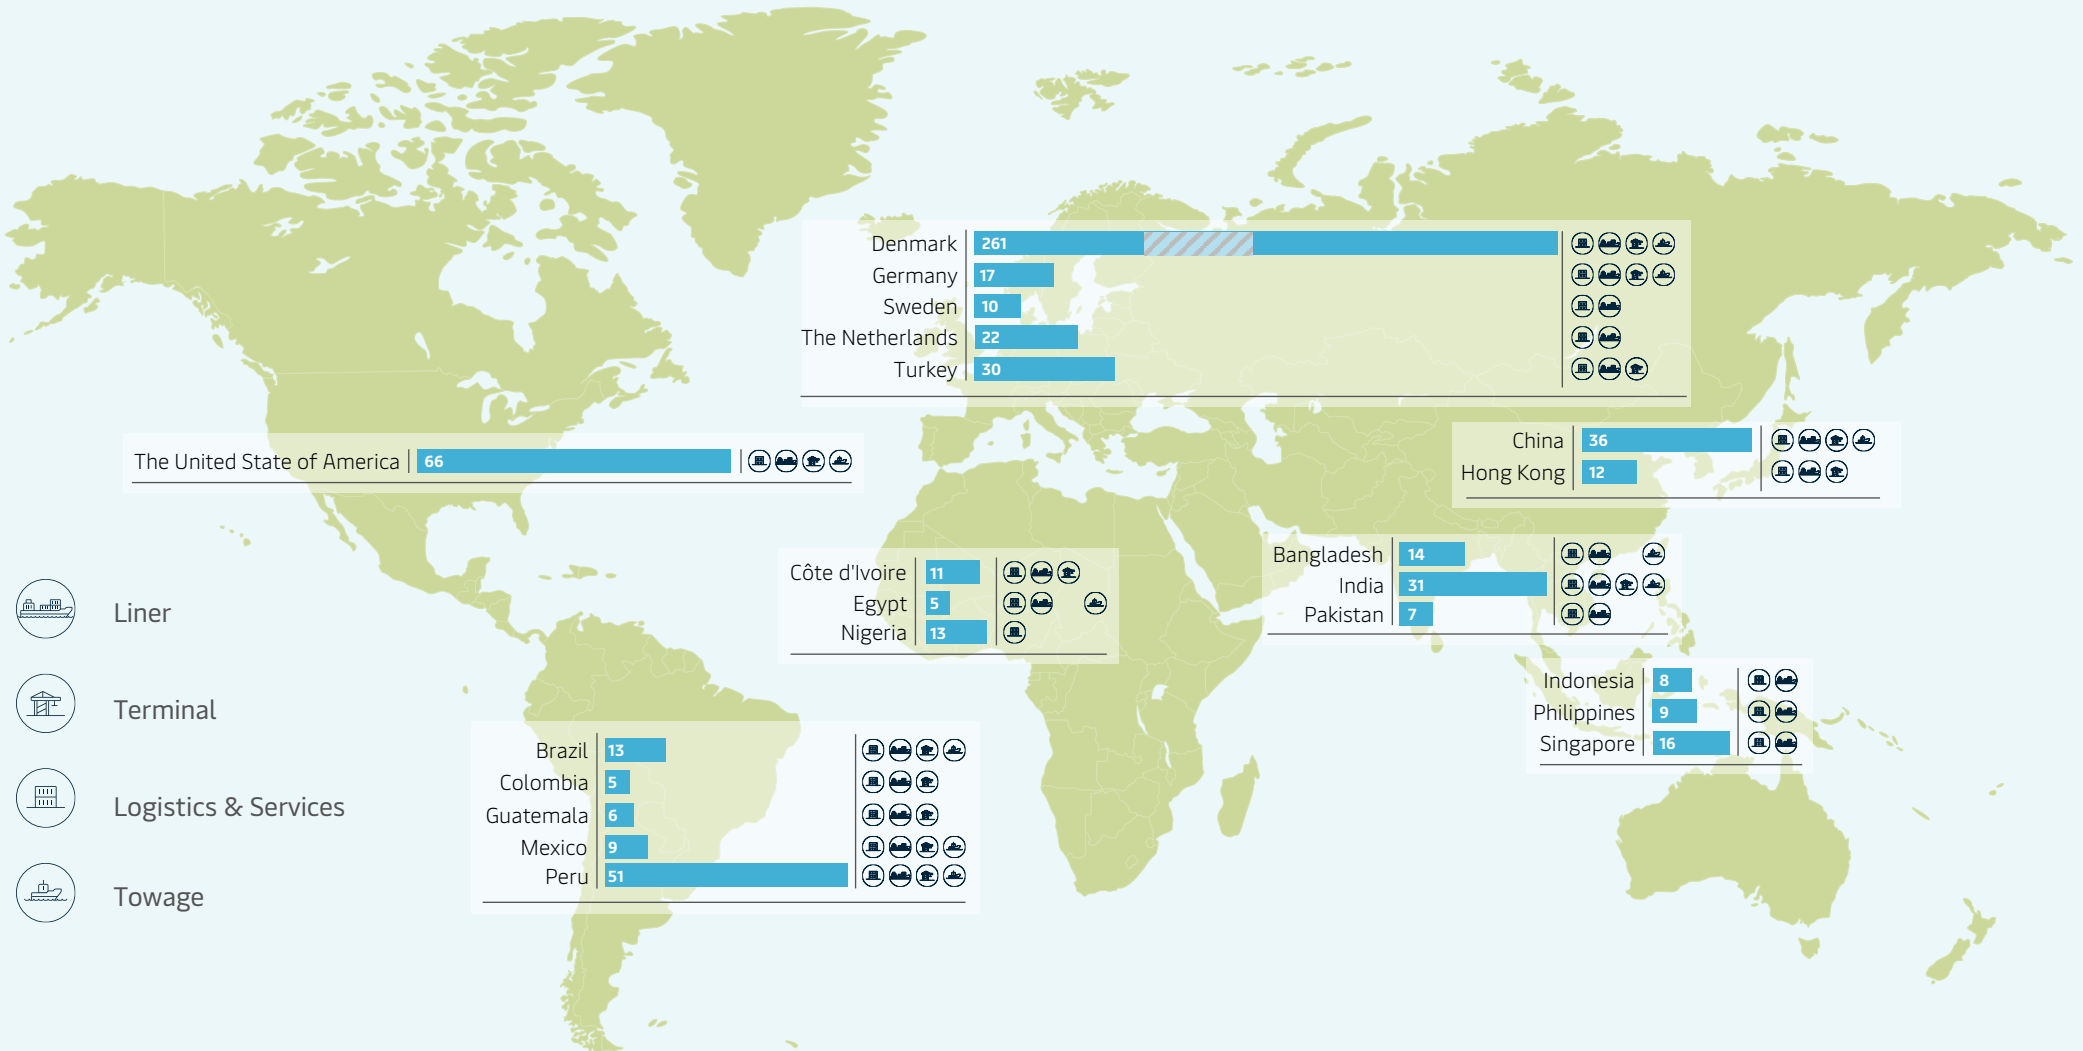 Denmark 261
Germany 17
Sweden 10
The Netherlands 22
Turkey 30
The United State of America 66
China 36
Hong Kong 12
Côte d'Ivoire 11
Egypt 5
Nigeria 13
Bangladesh 14
India 31
Pakistan 7
Indonesia 8
Philippines 9
Singapore 16
Brazil 13
Colombia 5
Guatemala 6
Mexico 9
Peru 51
Liner
Terminal
Logistics & Services
Towage